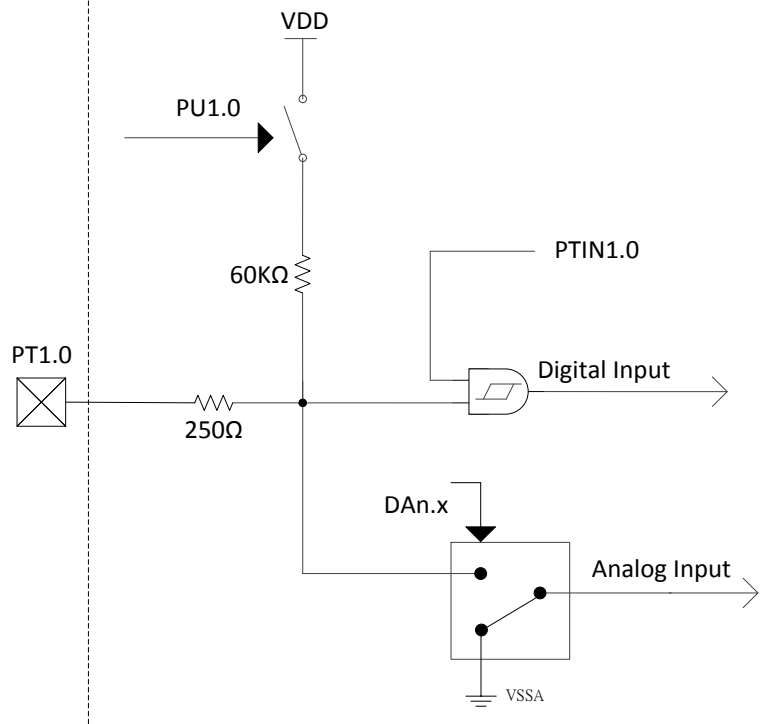 VDD
PU1.0
60KΩ
PTIN1.0
PT1.0
Digital Input
250Ω
DAn.x
Analog Input
VSSA